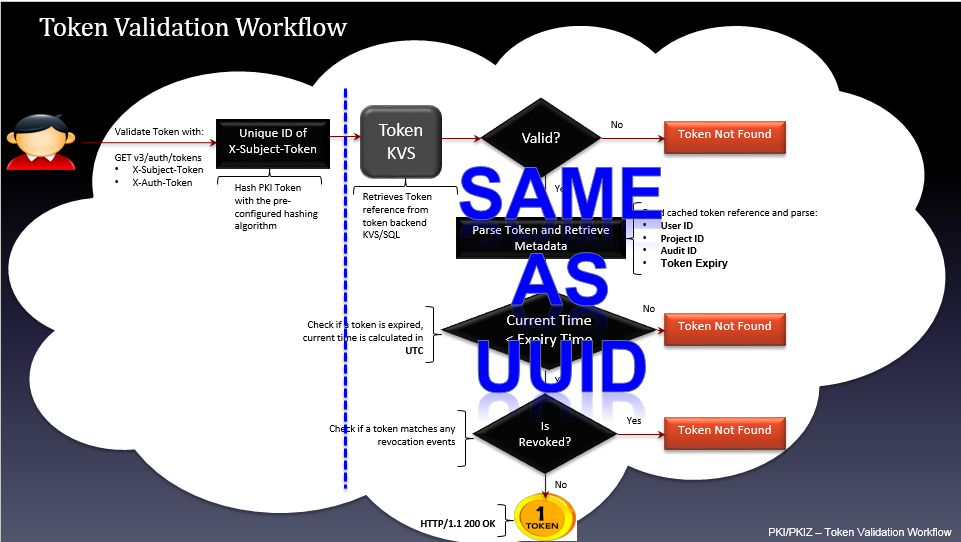 Token Validation Workflow
Validate Token with:
GET v3/auth/tokens
• X-Subject-Token
• X-Auth-Token
Unique ID of
X-Subject-Token
Hash PKI Token
with the pre-
configured hashing
algorithm
Token
KVS
Retrieves Token
reference from
token backend
KVS/SQL
Valid?
No
Token Not Found
SAME
AS
UUID
Parse Token and Retrieve
Metadata
cached token reference and parse:
• User ID
• Project ID
• Audit ID
• Token Expiry
Check if a token is expired,
current time is calculated in
UTC
Current Time
< Expiry Time
No
Token Not Found
Check if a token matches any
revocation events
Is
Revoked?
Yes
Token Not Found
No
HTTP/1.1 200 OK
1
TOKEN
PKI/PKIZ – Token Validation Workflow